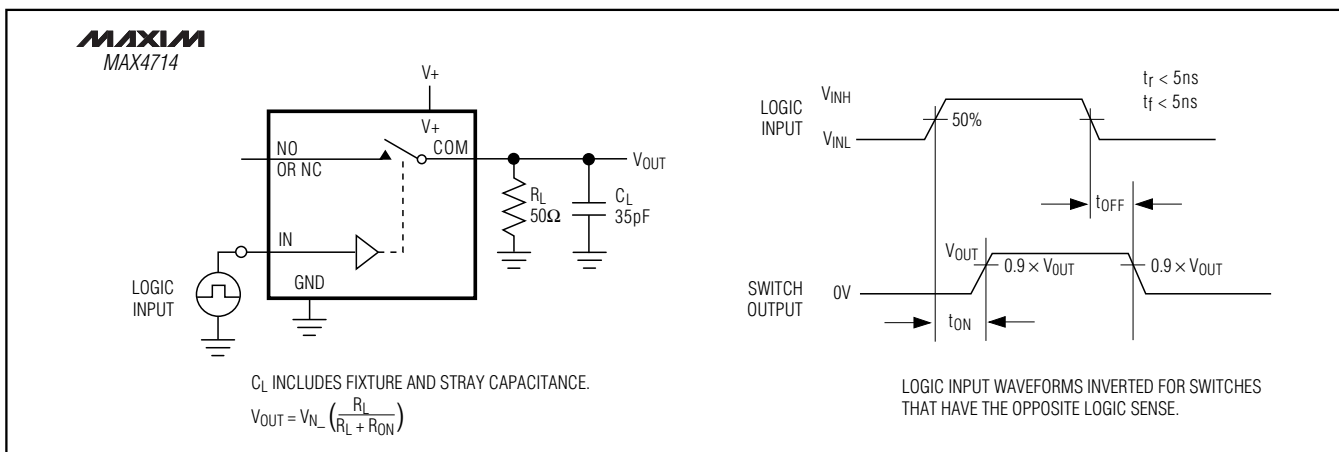 MAXIM
MAX4714
V+
V+
NO
OR NC
COM
VOUT
RL
50Ω
CL
35pF
IN
GND
LOGIC
INPUT
CL INCLUDES FIXTURE AND STRAY CAPACITANCE.
VOUT = VN_ (RL / RL + RON)
LOGIC
INPUT
VINH
VINL
50%
tr < 5ns
tf < 5ns
tOFF
SWITCH
OUTPUT
VOUT
0V
0.9 × VOUT
0.9 × VOUT
tON
LOGIC INPUT WAVEFORMS INVERTED FOR SWITCHES
THAT HAVE THE OPPOSITE LOGIC SENSE.